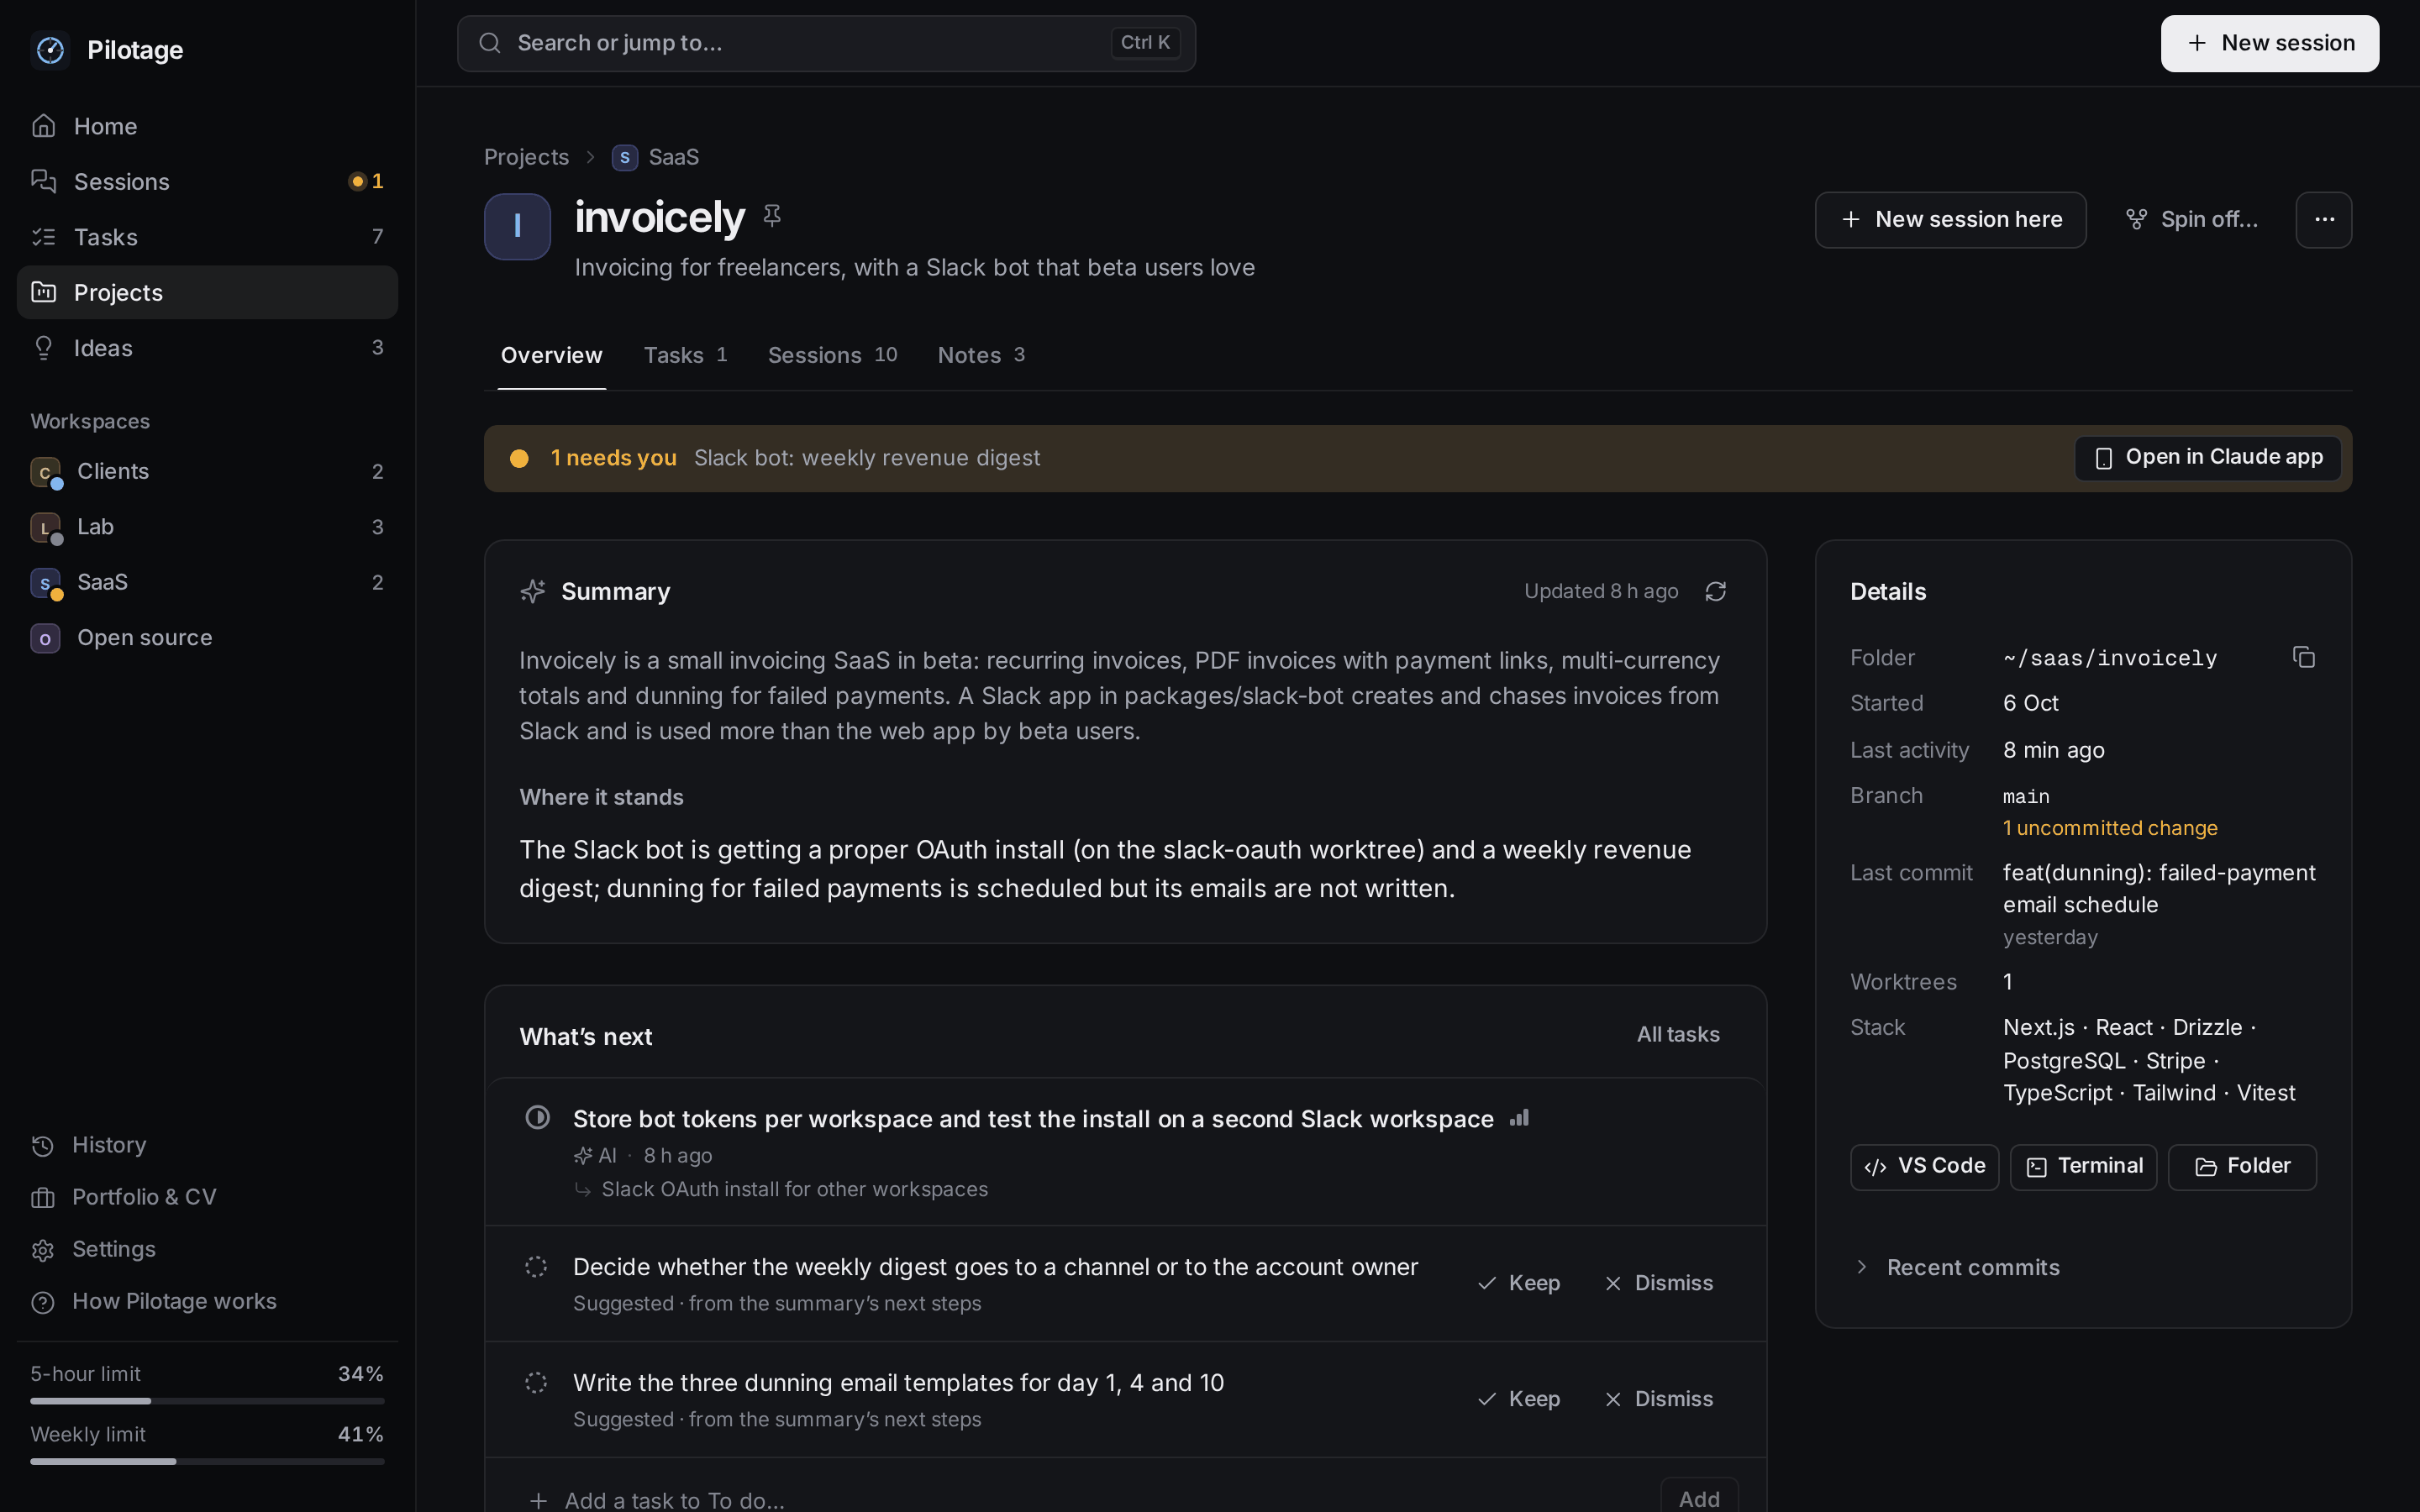 Pilotage
Home
Sessions 1
Tasks 7
Projects
Ideas 3
Workspaces
C Clients 2
L Lab 3
S SaaS 2
O Open source
History
Portfolio & CV
Settings
How Pilotage works
5-hour limit 34%
Weekly limit 41%
Search or jump to... Ctrl K
New session
Projects S SaaS
I invoicely
Invoicing for freelancers, with a Slack bot that beta users love
New session here Spin off...
Overview Tasks 1 Sessions 10 Notes 3
1 needs you Slack bot: weekly revenue digest Open in Claude app
Summary Updated 8 h ago
Invoicely is a small invoicing SaaS in beta: recurring invoices, PDF invoices with payment links, multi-currency
totals and dunning for failed payments. A Slack app in packages/slack-bot creates and chases invoices from
Slack and is used more than the web app by beta users.
Where it stands
The Slack bot is getting a proper OAuth install (on the slack-oauth worktree) and a weekly revenue
digest; dunning for failed payments is scheduled but its emails are not written.
What’s next All tasks
Store bot tokens per workspace and test the install on a second Slack workspace
AI · 8 h ago
Slack OAuth install for other workspaces
Decide whether the weekly digest goes to a channel or to the account owner
Suggested · from the summary’s next steps
Keep Dismiss
Write the three dunning email templates for day 1, 4 and 10
Suggested · from the summary’s next steps
Keep Dismiss
Add a task to To do... Add
Details
Folder ~/saas/invoicely
Started 6 Oct
Last activity 8 min ago
Branch main
1 uncommitted change
Last commit feat(dunning): failed-payment
email schedule
yesterday
Worktrees 1
Stack Next.js · React · Drizzle ·
PostgreSQL · Stripe ·
TypeScript · Tailwind · Vitest
VS Code Terminal Folder
Recent commits